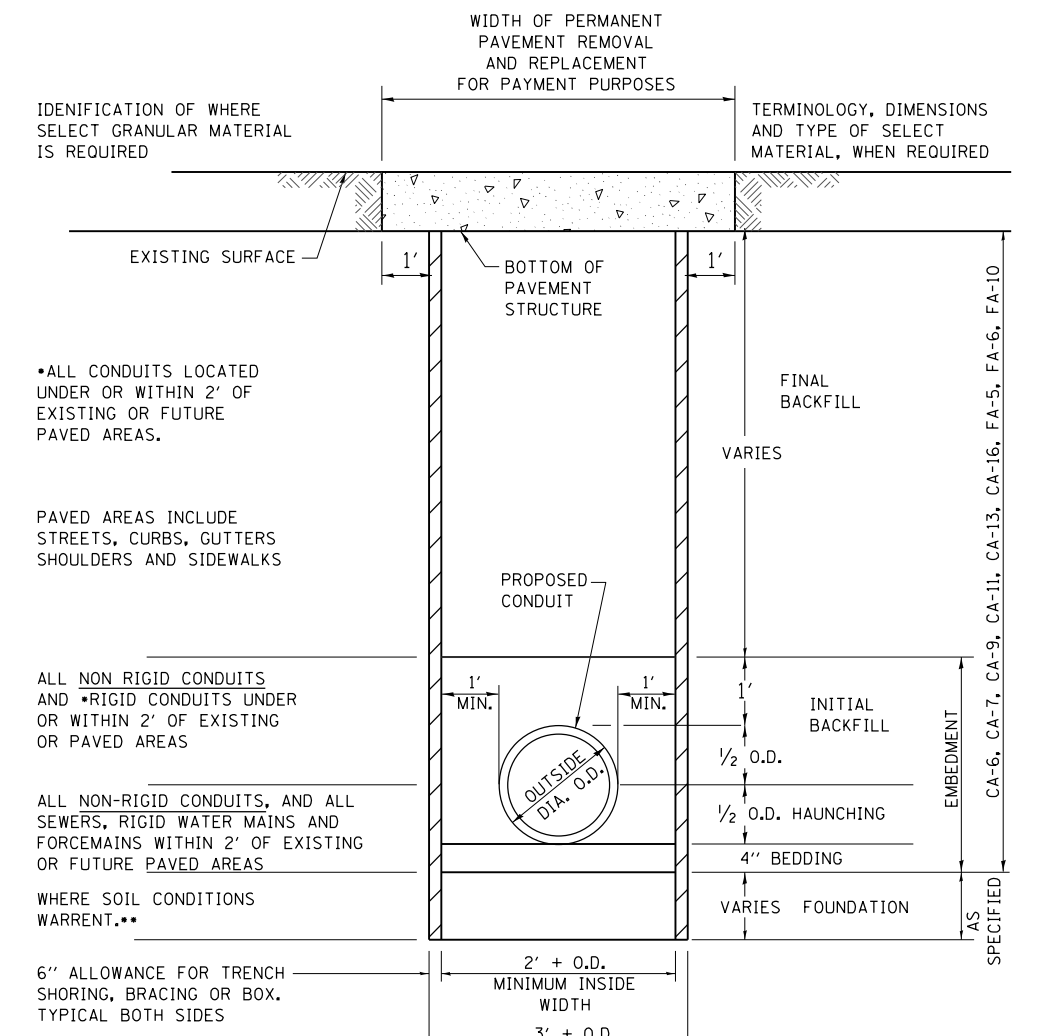 WIDTH OF PERMANENT
PAVEMENT REMOVAL
AND REPLACEMENT
FOR PAYMENT PURPOSES
IDENIFICATION OF WHERE
SELECT GRANULAR MATERIAL
IS REQUIRED
TERMINOLOGY, DIMENSIONS
AND TYPE OF SELECT
MATERIAL, WHEN REQUIRED
EXISTING SURFACE
1'
BOTTOM OF
PAVEMENT
STRUCTURE
1'
*ALL CONDUITS LOCATED
UNDER OR WITHIN 2' OF
EXISTING OR FUTURE
PAVED AREAS.
FINAL
BACKFILL
VARIES
CA-6, CA-7, CA-9, CA-11, CA-13, CA-16, FA-5, FA-6, FA-10
PAVED AREAS INCLUDE
STREETS, CURBS, GUTTERS
SHOULDERS AND SIDEWALKS
PROPOSED
CONDUIT
ALL NON RIGID CONDUITS
AND *RIGID CONDUITS UNDER
OR WITHIN 2' OF EXISTING
OR PAVED AREAS
1'
MIN.
1'
MIN.
1'
INITIAL
BACKFILL
1/2 O.D.
OUTSIDE
DIA. O.D.
EMBEDMENT
ALL NON-RIGID CONDUITS, AND ALL
SEWERS, RIGID WATER MAINS AND
FORCEMAINS WITHIN 2' OF EXISTING
OR FUTURE PAVED AREAS
1/2 O.D. HAUNCHING
4'' BEDDING
WHERE SOIL CONDITIONS
WARRENT.**
VARIES FOUNDATION
AS
SPECIFIED
6'' ALLOWANCE FOR TRENCH
SHORING, BRACING OR BOX.
TYPICAL BOTH SIDES
2' + O.D.
MINIMUM INSIDE
WIDTH
3' + O.D.